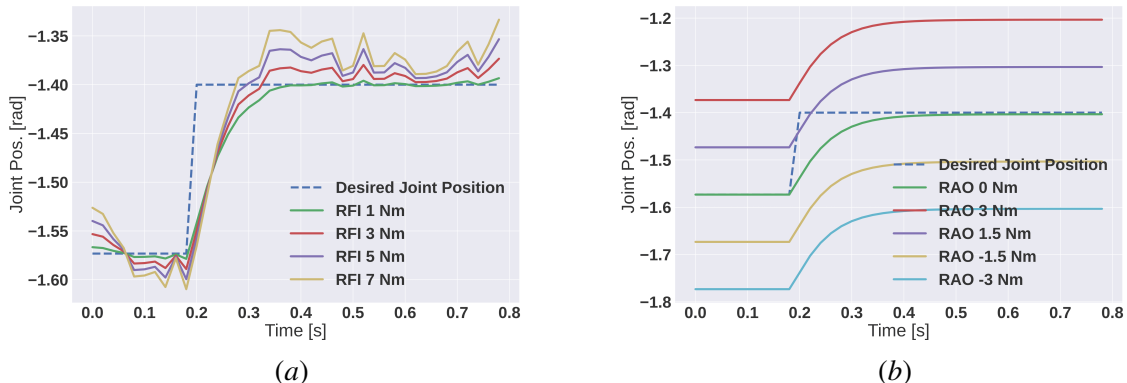 −1.35
−1.40
−1.45
−1.50
−1.55
−1.60
Joint Pos. [rad]
Desired Joint Position
RFI 1 Nm
RFI 3 Nm
RFI 5 Nm
RFI 7 Nm
0.0 0.1 0.2 0.3 0.4 0.5 0.6 0.7 0.8
Time [s]
(a)
−1.2
−1.3
−1.4
−1.5
−1.6
−1.7
−1.8
Joint Pos. [rad]
Desired Joint Position
RAO 0 Nm
RAO 3 Nm
RAO 1.5 Nm
RAO -1.5 Nm
RAO -3 Nm
0.0 0.1 0.2 0.3 0.4 0.5 0.6 0.7 0.8
Time [s]
(b)